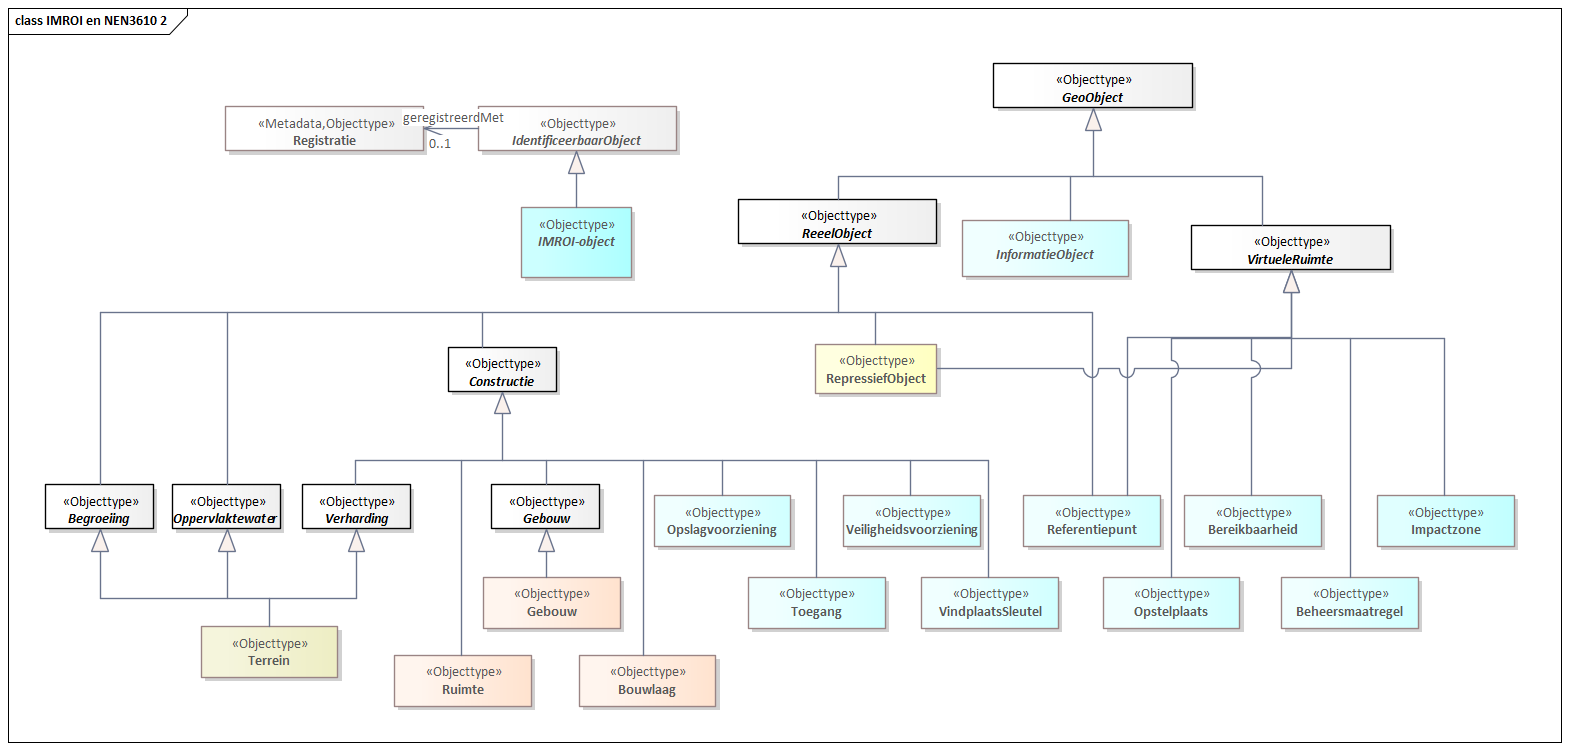 class IMROI en NEN3610 2
«Objecttype»
GeoObject
«Metadata,Objecttype»
Registratie
geregistreerdMet
0..1
«Objecttype»
IdentificeerbaarObject
«Objecttype»
IMROI-object
«Objecttype»
ReeelObject
«Objecttype»
InformatieObject
«Objecttype»
VirtueleRuimte
«Objecttype»
Constructie
«Objecttype»
RepressiefObject
«Objecttype»
Begroeiing
«Objecttype»
Oppervlaktewater
«Objecttype»
Verharding
«Objecttype»
Gebouw
«Objecttype»
Opslagvoorziening
«Objecttype»
Veiligheidsvoorziening
«Objecttype»
Referentiepunt
«Objecttype»
Bereikbaarheid
«Objecttype»
Impactzone
«Objecttype»
Gebouw
«Objecttype»
Toegang
«Objecttype»
VindplaatsSleutel
«Objecttype»
Opstelplaats
«Objecttype»
Beheersmaatregel
«Objecttype»
Terrein
«Objecttype»
Ruimte
«Objecttype»
Bouwlaag